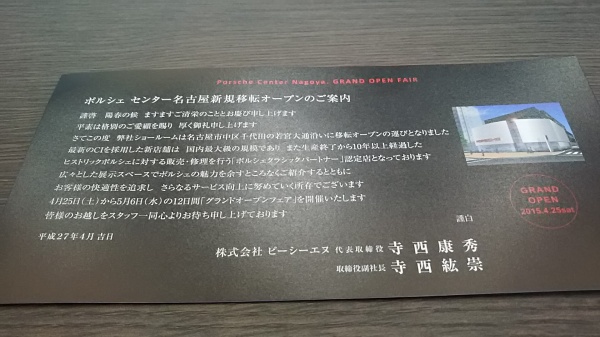 Porsche Center Nagoya. GRAND OPEN FAIR
ポルシェ センター名古屋新規移転オープンのご案内
謹啓 陽春の候 ますますご清栄のこととお慶び申し上げます
平素は格別のご愛顧を賜り 厚く御礼申し上げます
さてこの度 弊社ショールームは名古屋市中区千代田の若宮大通沿いに移転オープンの運びとなりました
最新のCIを採用した新店舗は 国内最大級の規模であり また生産終了から10年以上経過した
ヒストリックポルシェに対する販売・修理を行う「ポルシェクラシックパートナー」認定店となっております
広々とした展示スペースでポルシェの魅力を余すところなくご紹介するとともに
お客様の快適性を追求し さらなるサービス向上に努めていく所存でございます
4月25日(土)から5月6日(水)の12日間「グランドオープンフェア」を開催いたします
皆様のお越しをスタッフ一同心よりお待ち申し上げております
謹白
GRAND
OPEN
2015.4.25sat
平成27年4月 吉日
株式会社 ピーシーエヌ 代表取締役 寺西康秀
取締役副社長 寺西紘崇